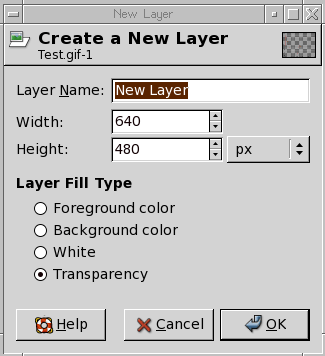 New Layer
Create a New Layer
Test.gif-1
Layer Name: New Layer
Width: 640
Height: 480 px
Layer Fill Type
Foreground color
Background color
White
Transparency
Help Cancel OK